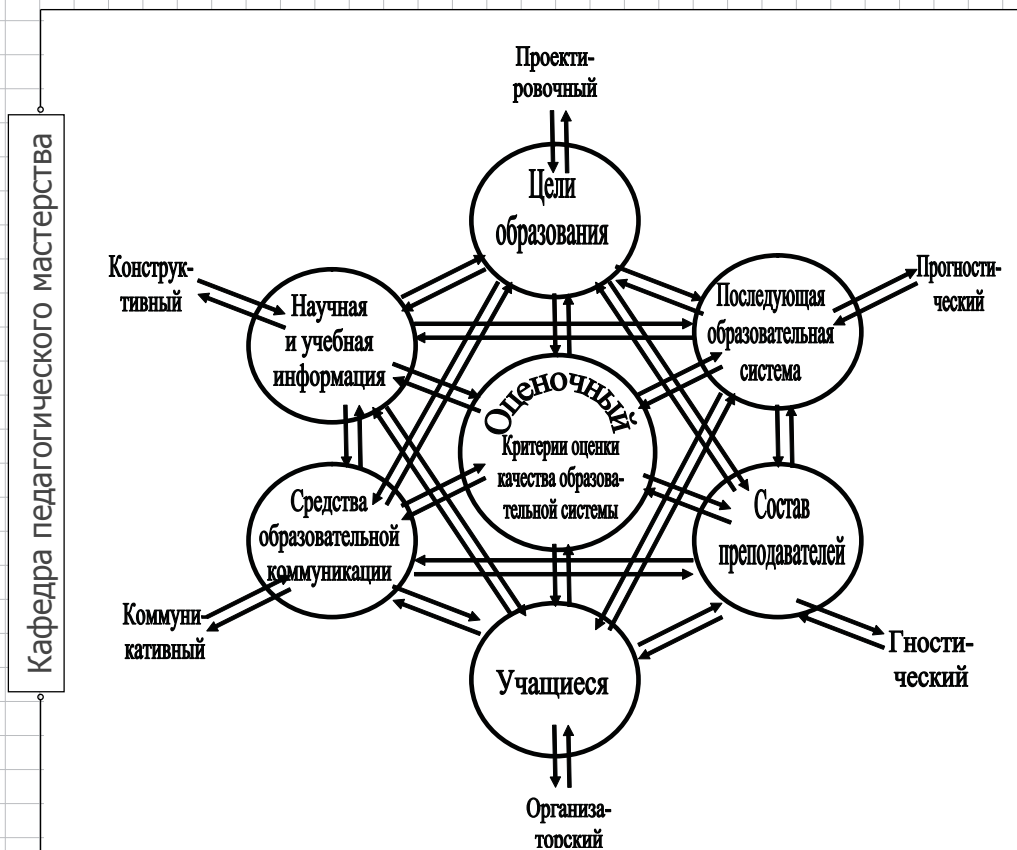 Кафедра педагогического мастерства
Проекти-
ровочный
Цели
образования
Конструк-
тивный
Научная
и учебная
информация
Последующая
образовательная
система
Прогности-
ческий
Оценочный
Критерии оценки
качества образова-
тельной системы
Средства
образовательной
коммуникации
Состав
преподавателей
Коммуни-
кативный
Учащиеся
Гности-
ческий
Организа-
торский